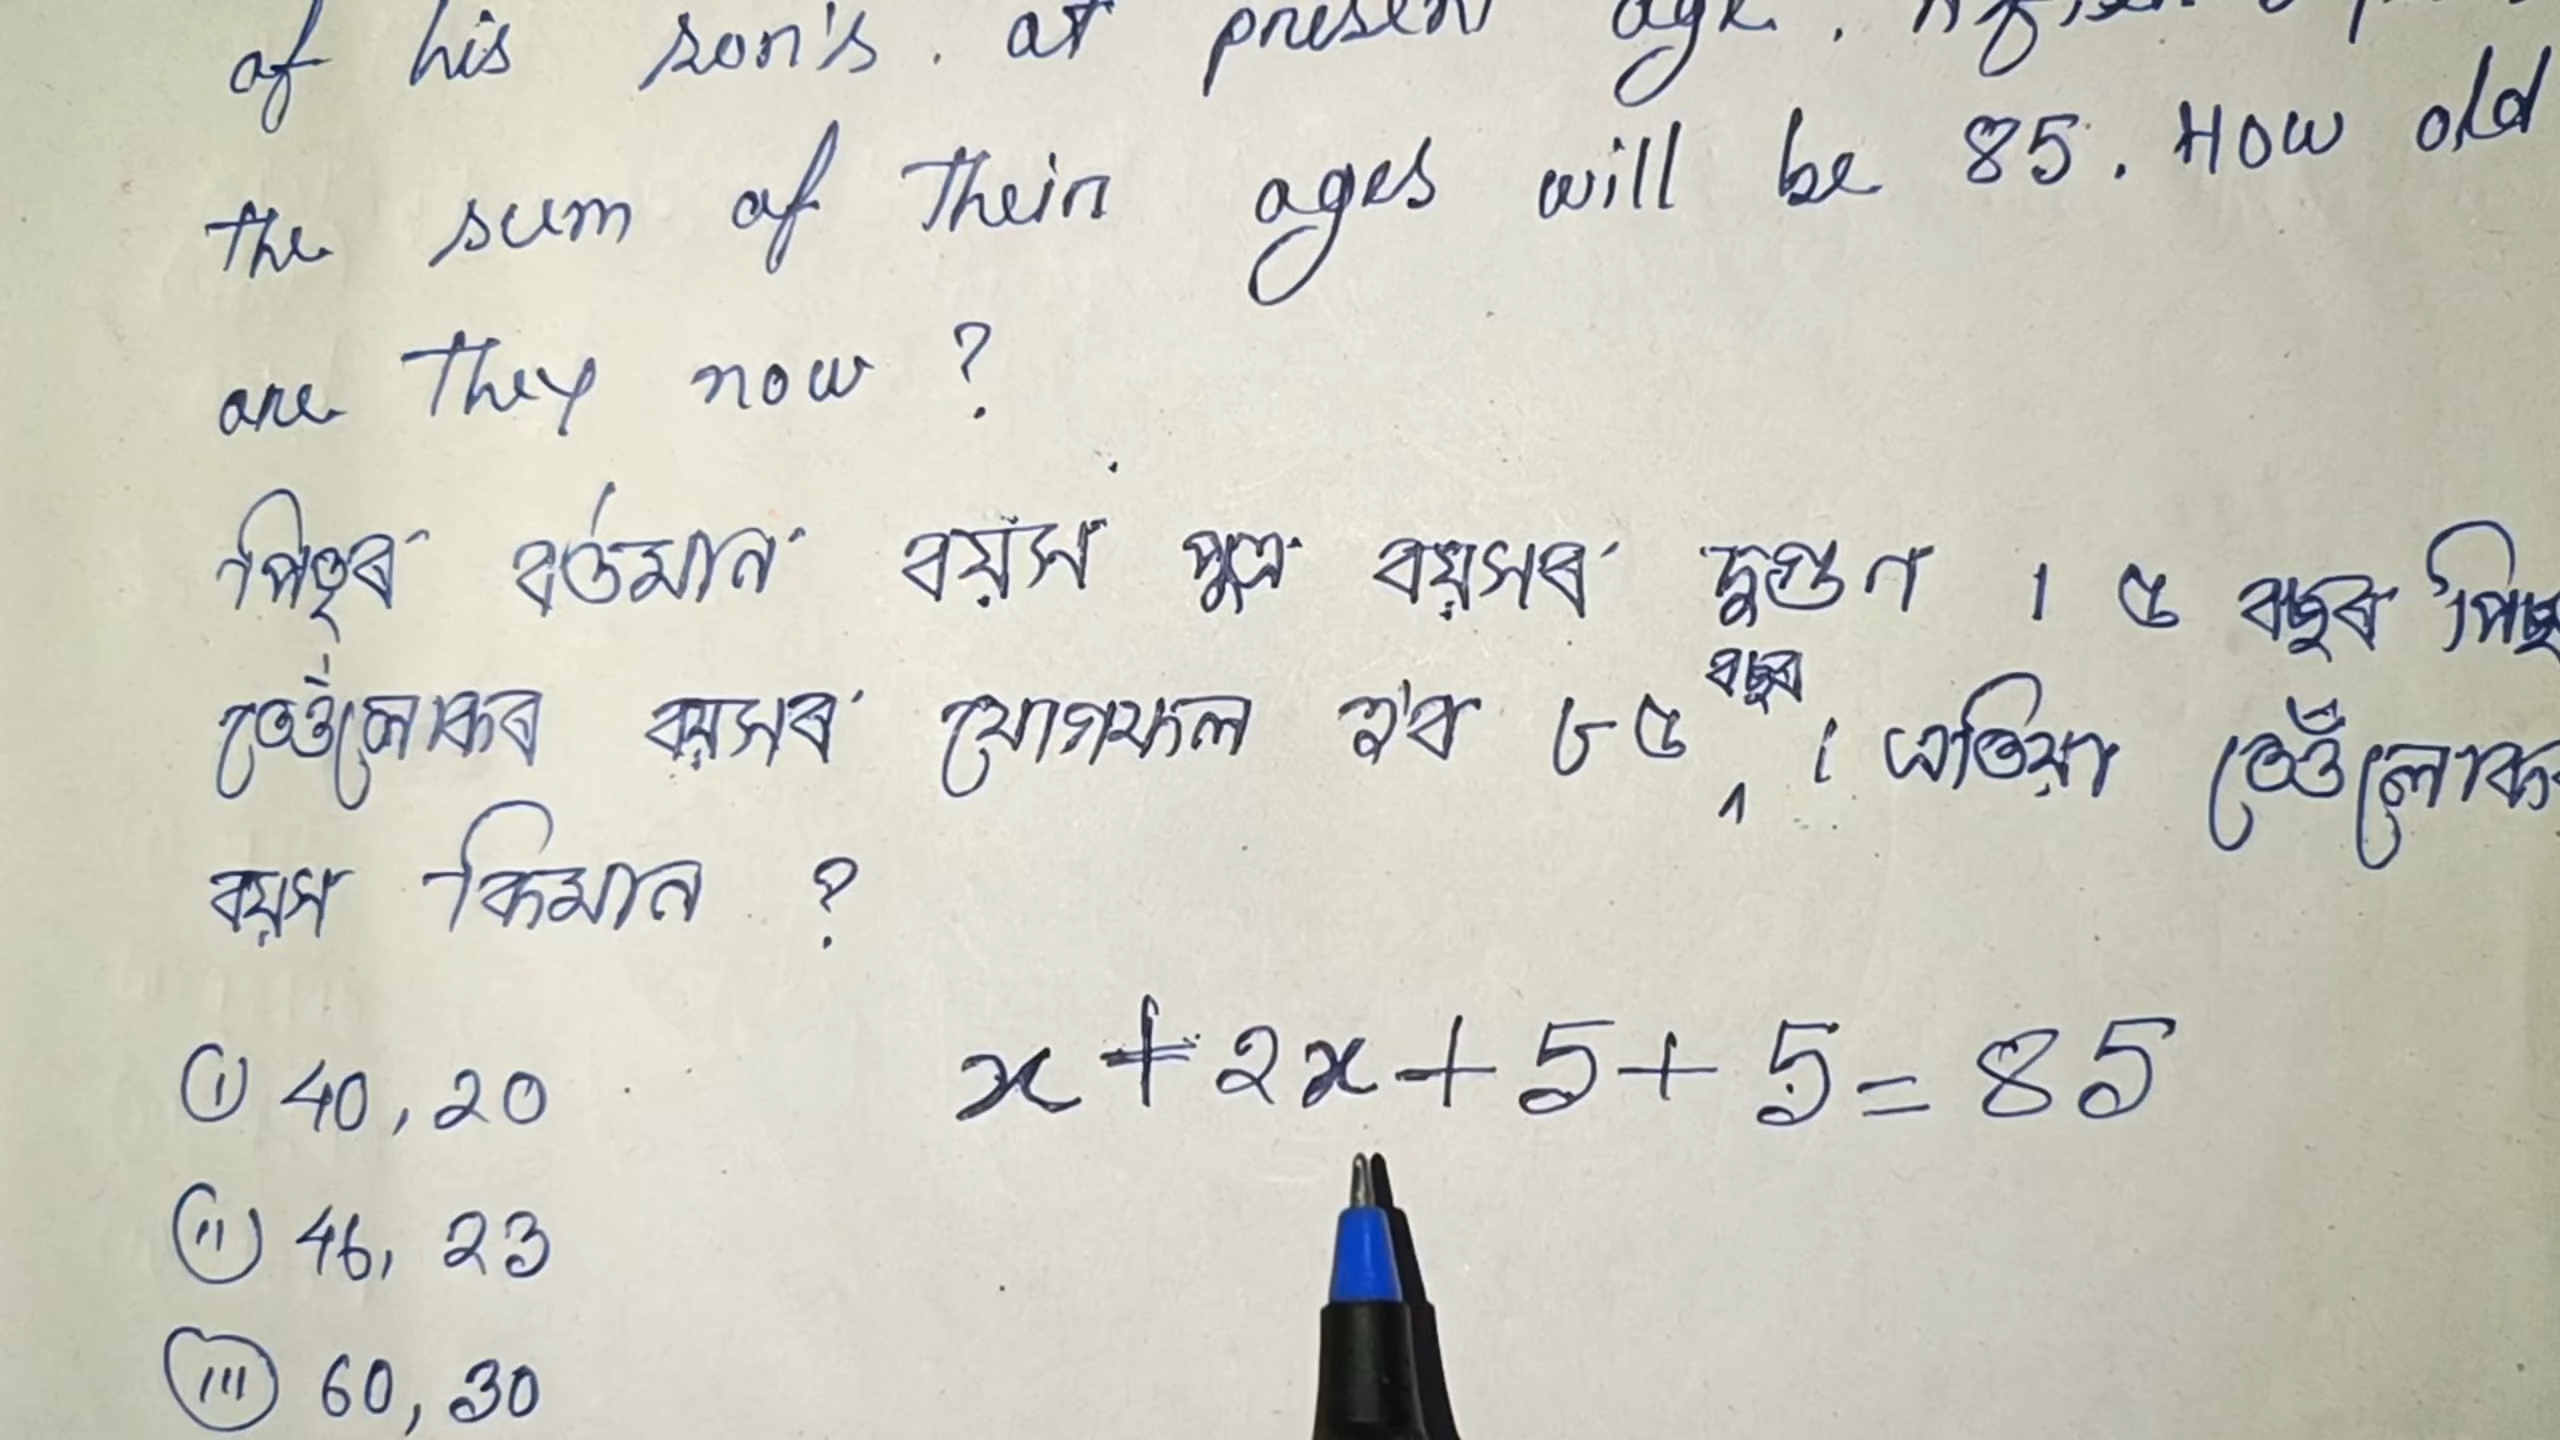 of his son's. at present age. After
the sum of their ages will be 85. How old
are they now ?
পিতৃৰ বৰ্তমান বয়স পুত্ৰ বয়সৰ দুগুণ । ৫ বছৰ
তেওঁলোকৰ বয়সৰ যোগফল হ'ব ৮৫ বছৰ । এতিয়া তেওঁলোকৰ
বয়স কিমান ?
x + 2x + 5 + 5 = 85
(i) 40, 20
(ii) 46, 23
(iii) 60, 30